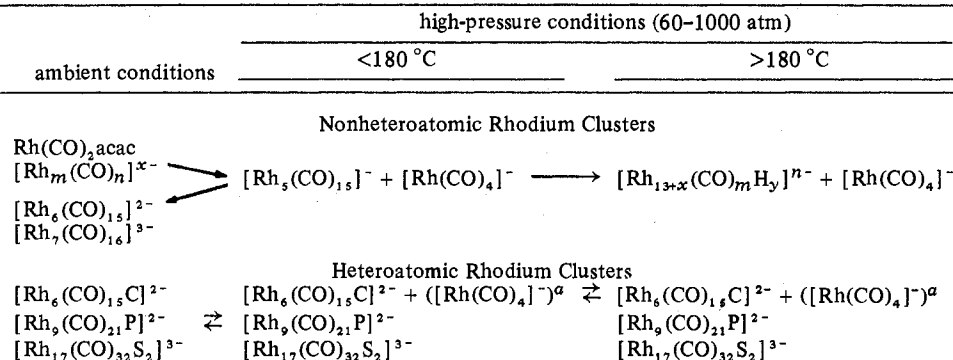 high-pressure conditions (60–1000 atm)
ambient conditions <180 °C >180 °C
Nonheteroatomic Rhodium Clusters
Rh(CO)₂acac
[Rhₘ(CO)ₙ]ˣ⁻ [Rh₅(CO)₁₅]⁻ + [Rh(CO)₄]⁻ ⟶ [Rh₁₃₊ₓ(CO)ₘHᵧ]ⁿ⁻ + [Rh(CO)₄]⁻
[Rh₆(CO)₁₅]²⁻
[Rh₇(CO)₁₆]³⁻
Heteroatomic Rhodium Clusters
[Rh₆(CO)₁₅C]²⁻ [Rh₆(CO)₁₅C]²⁻ + ([Rh(CO)₄]⁻)ᵃ ⇄ [Rh₆(CO)₁₅C]²⁻ + ([Rh(CO)₄]⁻)ᵃ
[Rh₉(CO)₂₁P]²⁻ ⇄ [Rh₉(CO)₂₁P]²⁻ [Rh₉(CO)₂₁P]²⁻
[Rh₁₇(CO)₃₂S₂]³⁻ [Rh₁₇(CO)₃₂S₂]³⁻ [Rh₁₇(CO)₃₂S₂]³⁻